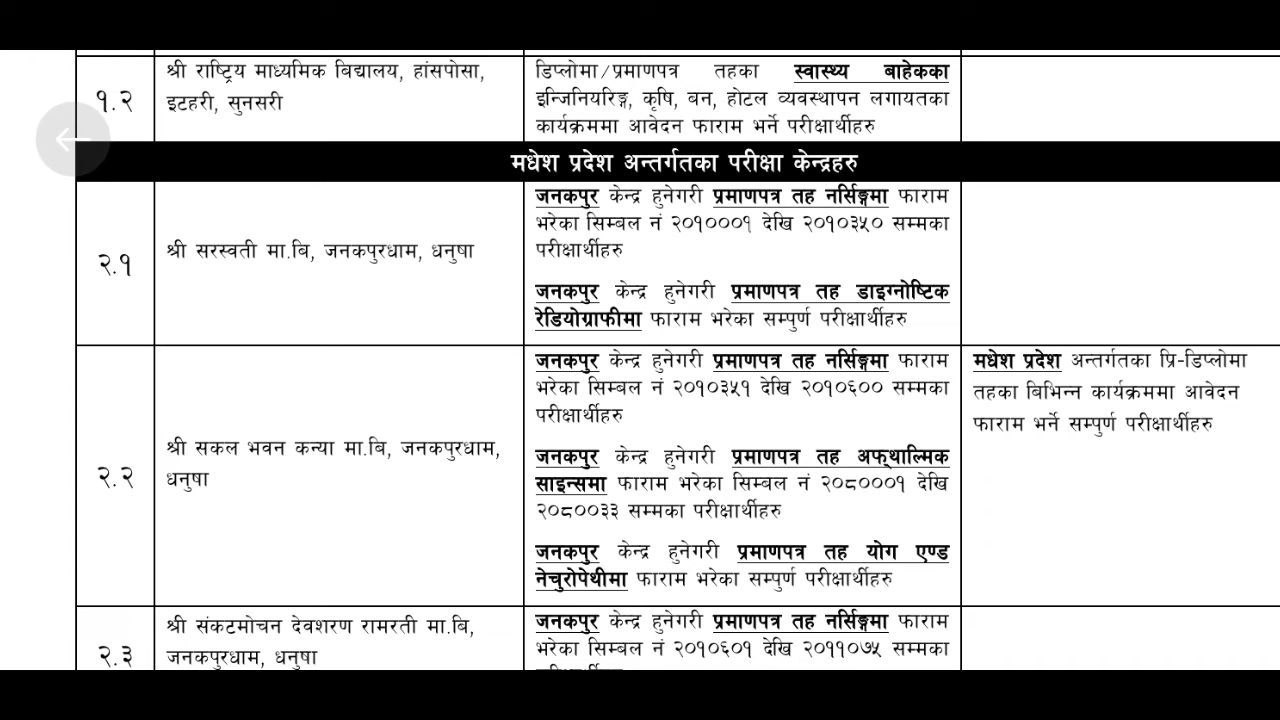 १.२
श्री राष्ट्रिय माध्यमिक बिद्यालय, हांसपोसा,
इटहरी, सुनसरी
डिप्लोमा/प्रमाणपत्र तहका स्वास्थ्य बाहेकका
इन्जिनियरिङ्ग, कृषि, बन, होटल व्यवस्थापन लगायतका
कार्यक्रममा आवेदन फाराम भर्ने परीक्षार्थीहरु
मधेश प्रदेश अन्तर्गतका परीक्षा केन्द्रहरु
२.१
श्री सरस्वती मा.बि, जनकपुरधाम, धनुषा
जनकपुर केन्द्र हुनेगरी प्रमाणपत्र तह नर्सिङ्गमा फाराम
भरेका सिम्बल नं २०१०००१ देखि २०१०३५० सम्मका
परीक्षार्थीहरु
जनकपुर केन्द्र हुनेगरी प्रमाणपत्र तह डाइग्नोष्टिक
रेडियोग्राफीमा फाराम भरेका सम्पुर्ण परीक्षार्थीहरु
२.२
श्री सकल भवन कन्या मा.बि, जनकपुरधाम,
धनुषा
जनकपुर केन्द्र हुनेगरी प्रमाणपत्र तह नर्सिङ्गमा फाराम
भरेका सिम्बल नं २०१०३५१ देखि २०१०६०० सम्मका
परीक्षार्थीहरु
जनकपुर केन्द्र हुनेगरी प्रमाणपत्र तह अफ्थाल्मिक
साइन्समा फाराम भरेका सिम्बल नं २०८०००१ देखि
२०८००३३ सम्मका परीक्षार्थीहरु
जनकपुर केन्द्र हुनेगरी प्रमाणपत्र तह योग एण्ड
नेचुरोपेथीमा फाराम भरेका सम्पुर्ण परीक्षार्थीहरु
मधेश प्रदेश अन्तर्गतका प्रि-डिप्लोमा
तहका बिभिन्न कार्यक्रममा आवेदन
फाराम भर्ने सम्पुर्ण परीक्षार्थीहरु
२.३
श्री संकटमोचन देवशरण रामरती मा.बि,
जनकपुरधाम, धनुषा
जनकपुर केन्द्र हुनेगरी प्रमाणपत्र तह नर्सिङ्गमा फाराम
भरेका सिम्बल नं २०१०६०१ देखि २०११०७५ सम्मका